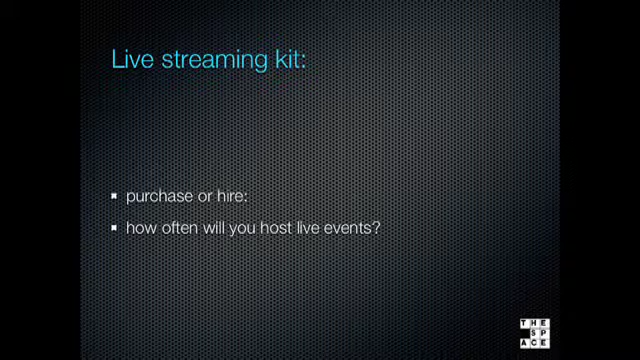 Live streaming kit:
purchase or hire:
how often will you host live events?
THE
SP
ACE